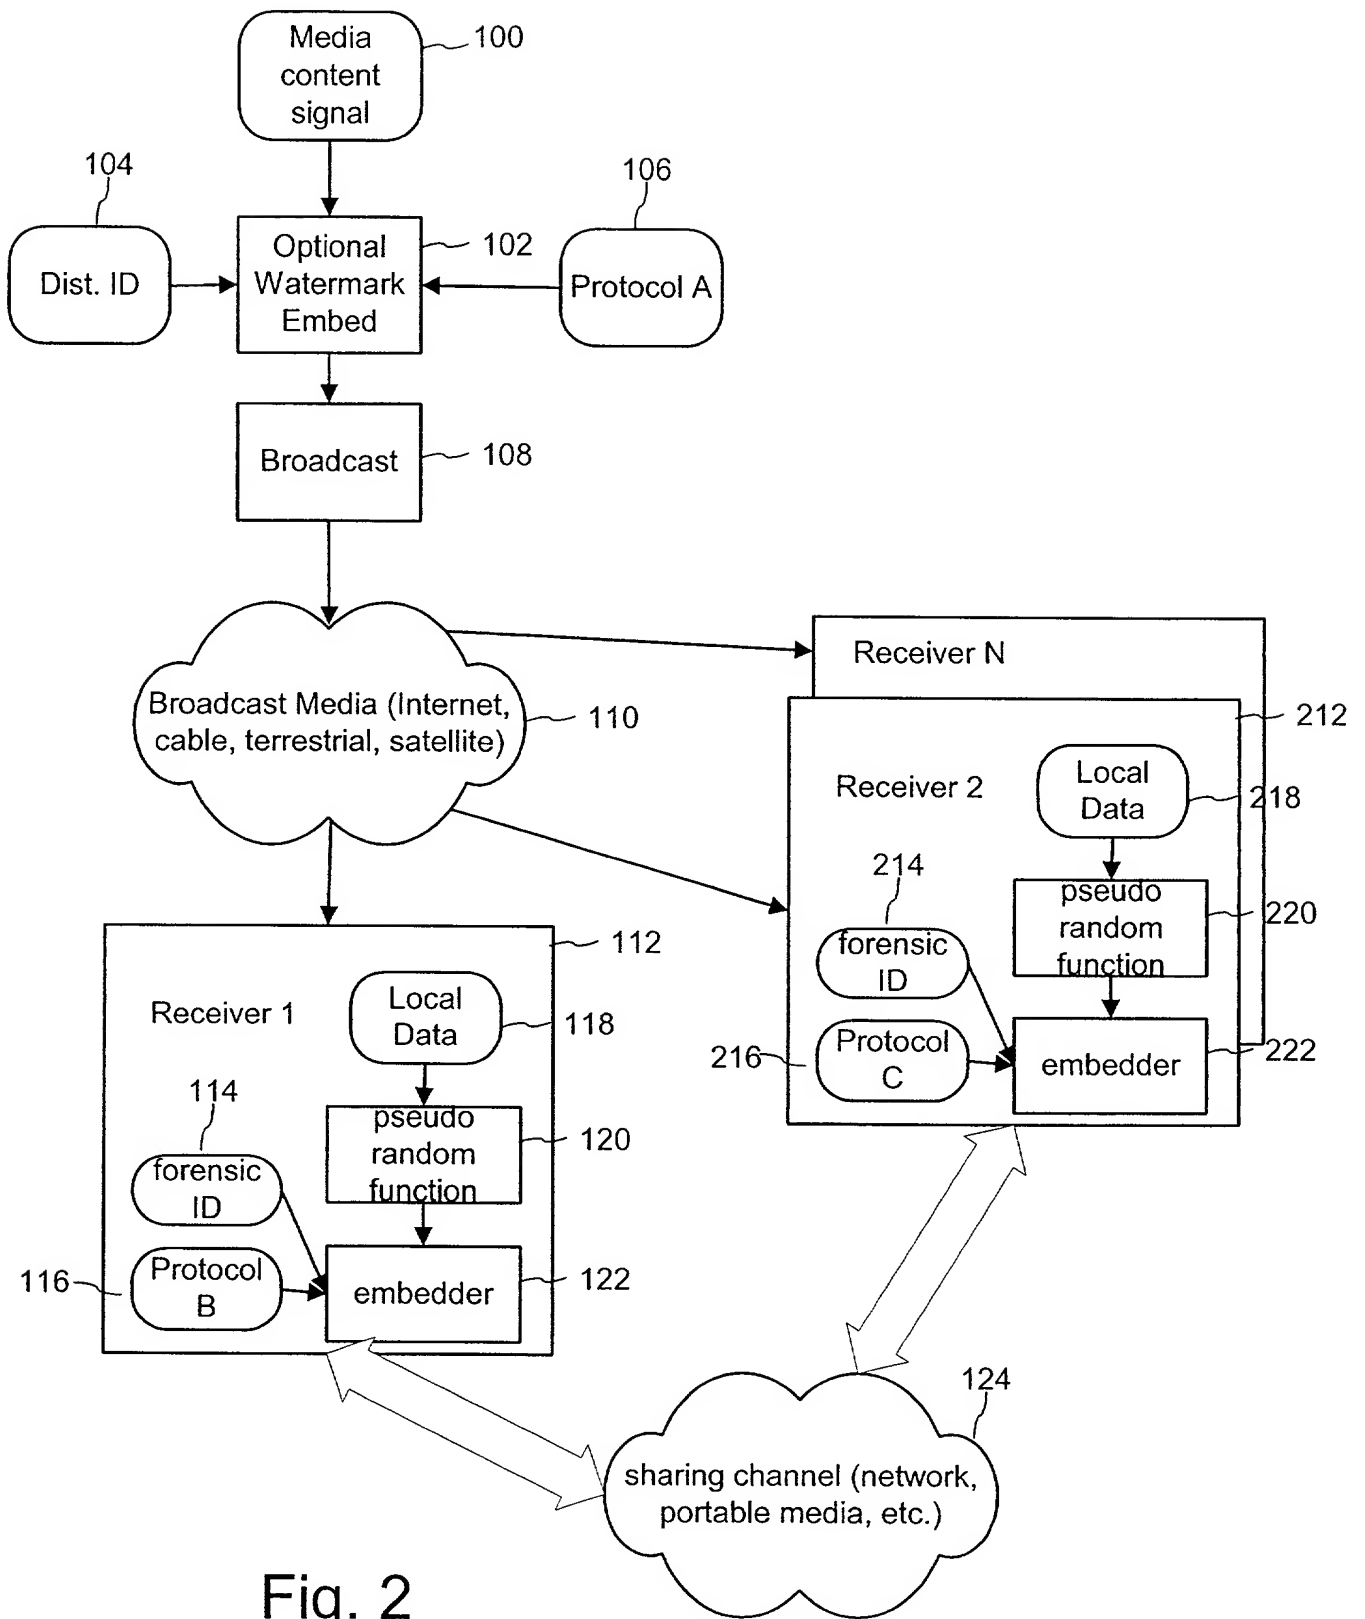 Media
content
signal
100
104
106
Dist. ID
Optional
Watermark
Embed
102
Protocol A
Broadcast
108
Broadcast Media (Internet,
cable, terrestrial, satellite)
110
Receiver N
212
Receiver 2
Local
Data
218
214
pseudo
random
function
220
forensic
ID
216
Protocol
C
embedder
222
112
Receiver 1
Local
Data
118
114
pseudo
random
function
120
forensic
ID
116
Protocol
B
embedder
122
124
sharing channel (network,
portable media, etc.)
Fig. 2